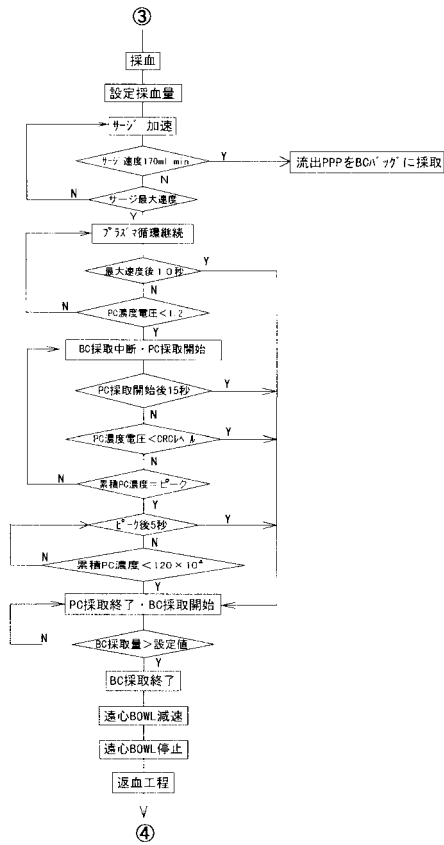 ③
採血
設定採血量
サージ 加速
サージ速度170ml min
Y
流出PPPをBCバッグに採取
N
N
サージ最大速度
Y
プラズマ循環継続
最大速度後10秒
Y
N
N
PC濃度電圧<1.2
Y
BC採取中断・PC採取開始
PC採取開始後15秒
Y
N
PC濃度電圧<CRCレベル
Y
N
N
累積PC濃度=ピーク
Y
ピーク後5秒
Y
N
N
累積PC濃度<120×10⁴
Y
PC採取終了・BC採取開始
N
BC採取量>設定値
Y
BC採取終了
遠心BOWL減速
遠心BOWL停止
返血工程
④